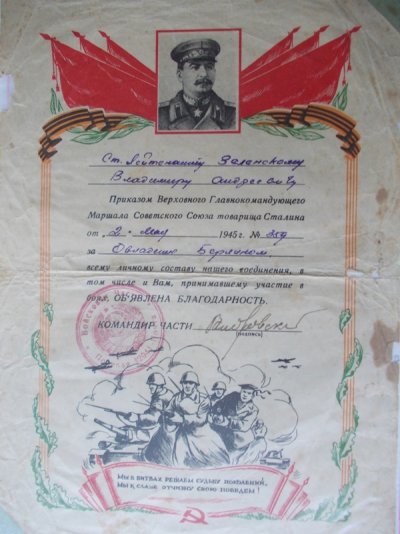 Ст. Лейтенанту Зеленскому
Владимиру Андреевичу
Приказом Верховного Главнокомандующего
Маршала Советского Союза товарища Сталина
от „2“ Мая 1945 г. № 359
за Овладение Берлином
всему личному составу нашего соединения, в
том числе и Вам, принимавшему участие в
боях, ОБ'ЯВЛЕНА БЛАГОДАРНОСТЬ.
КОМАНДИР ЧАСТИ
(подпись)
МЫ В БИТВАХ РЕШАЕМ СУДЬБУ ПОКОЛЕНИЙ,
МЫ К СЛАВЕ ОТЧИЗНУ СВОЮ ПОВЕДЕМ!